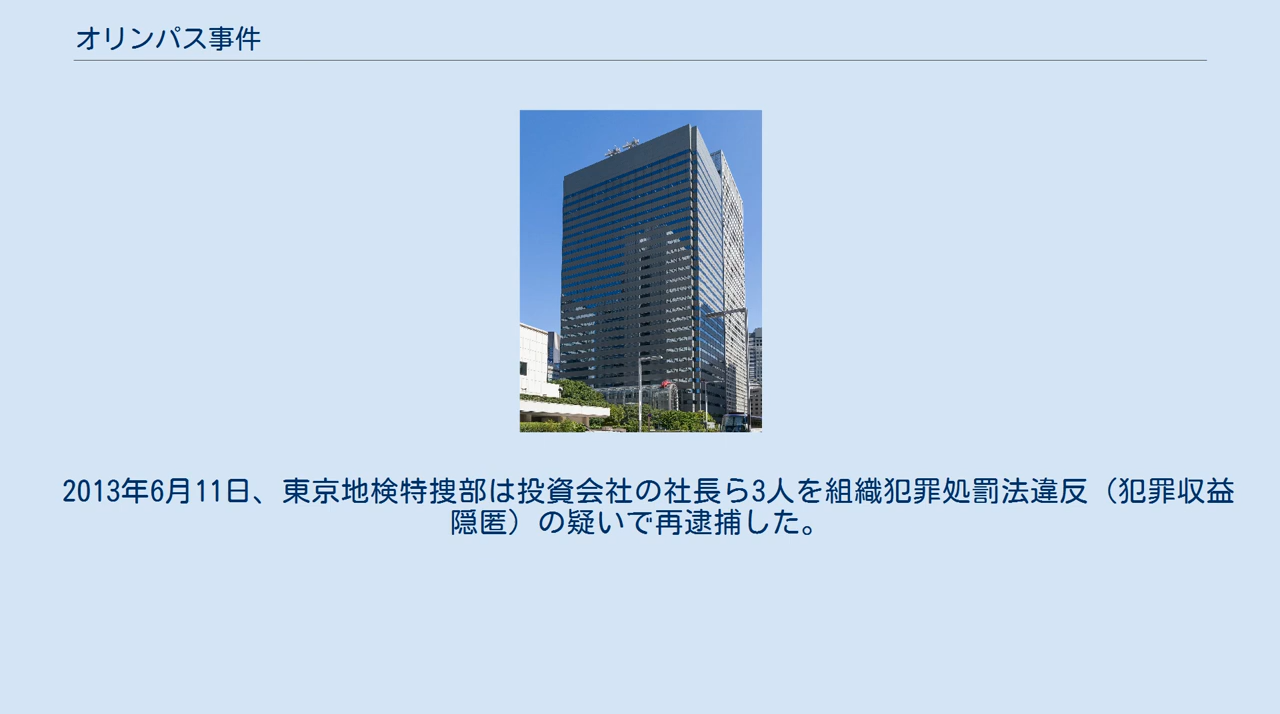 オリンパス事件
2013年6月11日、東京地検特捜部は投資会社の社長ら3人を組織犯罪処罰法違反（犯罪収益
隠匿）の疑いで再逮捕した。